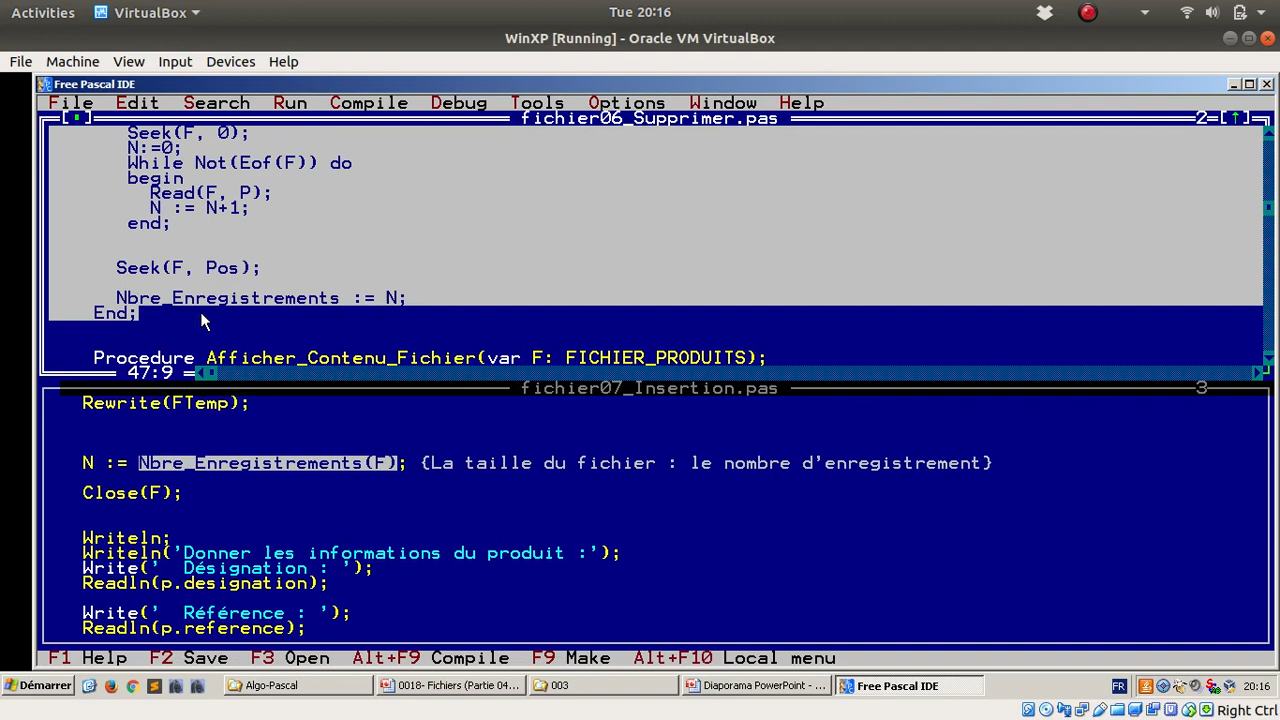 Activities VirtualBox Tue 20:16
WinXP [Running] - Oracle VM VirtualBox
File Machine View Input Devices Help
Free Pascal IDE
File Edit Search Run Compile Debug Tools Options Window Help
fichier06_Supprimer.pas 2
Seek(F, 0);
N:=0;
While Not(Eof(F)) do
begin
Read(F, P);
N := N+1;
end;
Seek(F, Pos);
Nbre_Enregistrements := N;
End;
Procedure Afficher_Contenu_Fichier(var F: FICHIER_PRODUITS);
47:9
fichier07_Insertion.pas 3
Rewrite(FTemp);
N := Nbre_Enregistrements(F); {La taille du fichier : le nombre d'enregistrement}
Close(F);
Writeln;
Writeln('Donner les informations du produit :');
Write('  Désignation : ');
Readln(p.designation);
Write('  Référence : ');
Readln(p.reference);
F1 Help F2 Save F3 Open Alt+F9 Compile F9 Make Alt+F10 Local menu
Démarrer Algo-Pascal 0018- Fichiers (Partie 04... 003 Diaporama PowerPoint - ... Free Pascal IDE FR 20:16
Right Ctrl